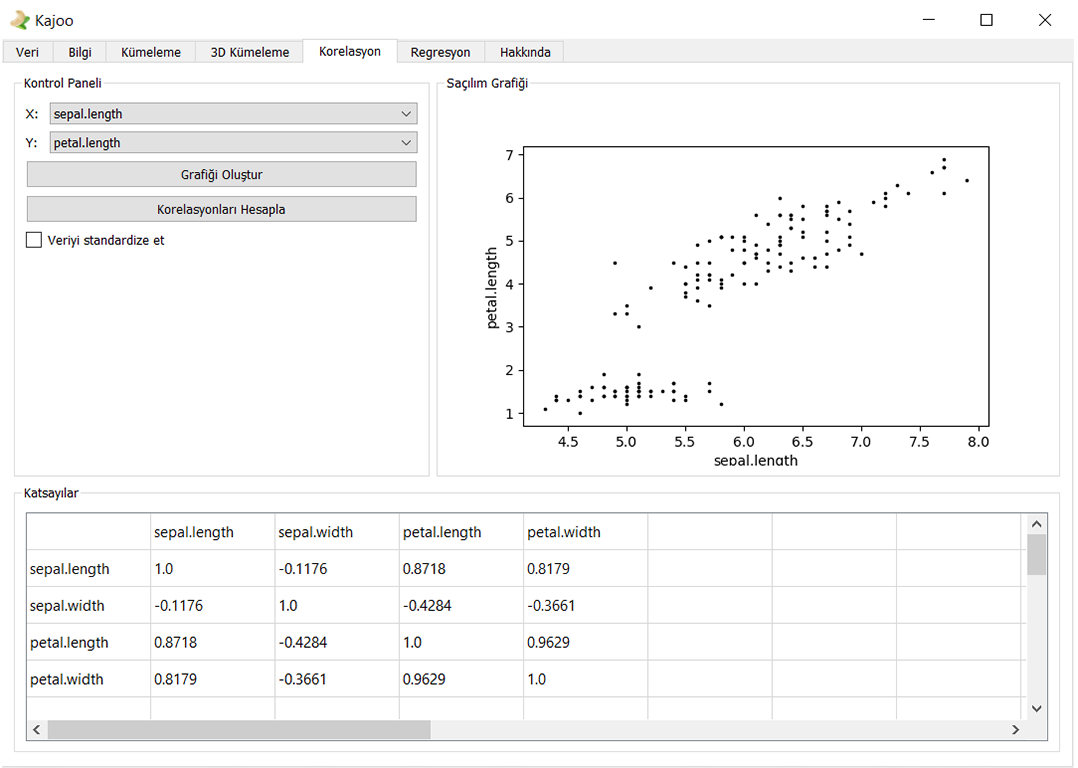 Kajoo
Veri Bilgi Kümeleme 3D Kümeleme Korelasyon Regresyon Hakkında
Kontrol Paneli
X: sepal.length
Y: petal.length
Grafiği Oluştur
Korelasyonları Hesapla
Veriyi standardize et
Saçılım Grafiği
petal.length
7
6
5
4
3
2
1
4.5 5.0 5.5 6.0 6.5 7.0 7.5 8.0
sepal.length
Katsayılar
sepal.length sepal.width petal.length petal.width
sepal.length 1.0 -0.1176 0.8718 0.8179
sepal.width -0.1176 1.0 -0.4284 -0.3661
petal.length 0.8718 -0.4284 1.0 0.9629
petal.width 0.8179 -0.3661 0.9629 1.0